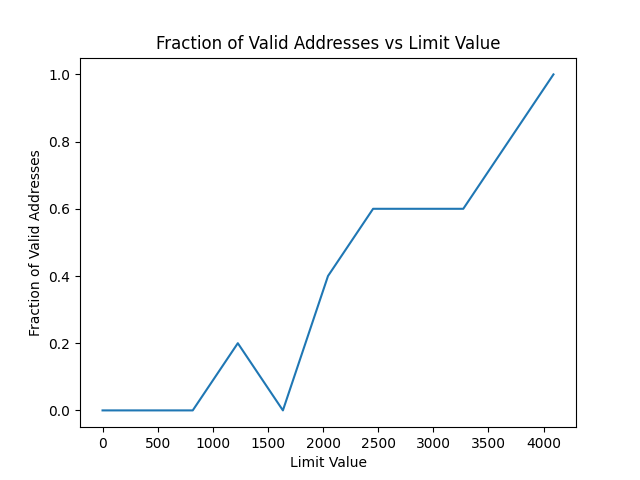 Fraction of Valid Addresses vs Limit Value
Fraction of Valid Addresses
1.0
0.8
0.6
0.4
0.2
0.0
0 500 1000 1500 2000 2500 3000 3500 4000
Limit Value